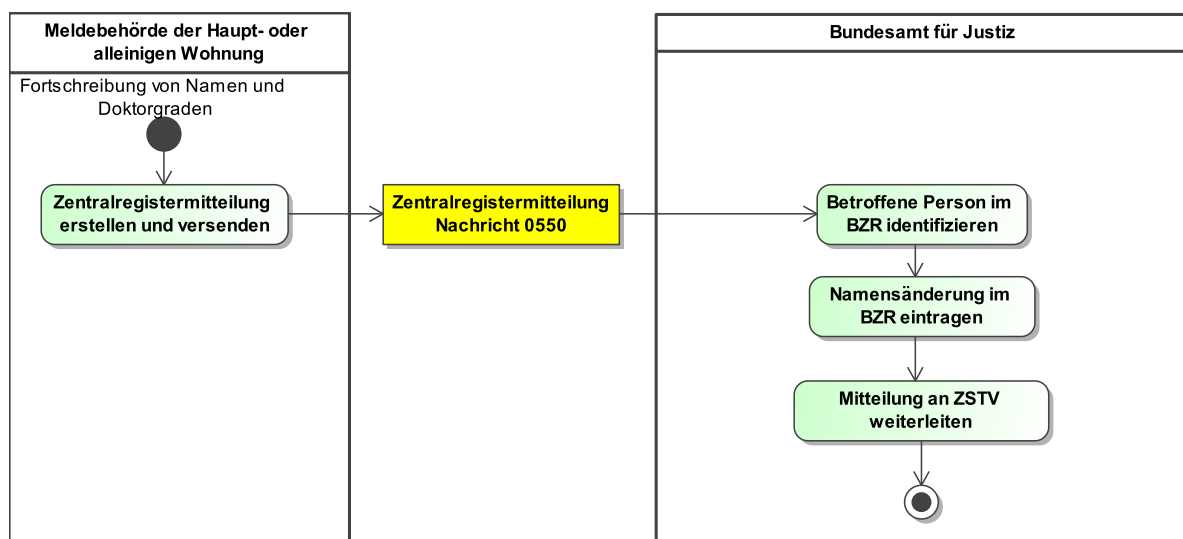 Meldebehörde der Haupt- oder
alleinigen Wohnung
Bundesamt für Justiz
Fortschreibung von Namen und
Doktorgraden
Zentralregistermitteilung
erstellen und versenden
Zentralregistermitteilung
Nachricht 0550
Betroffene Person im
BZR identifizieren
Namensänderung im
BZR eintragen
Mitteilung an ZSTV
weiterleiten